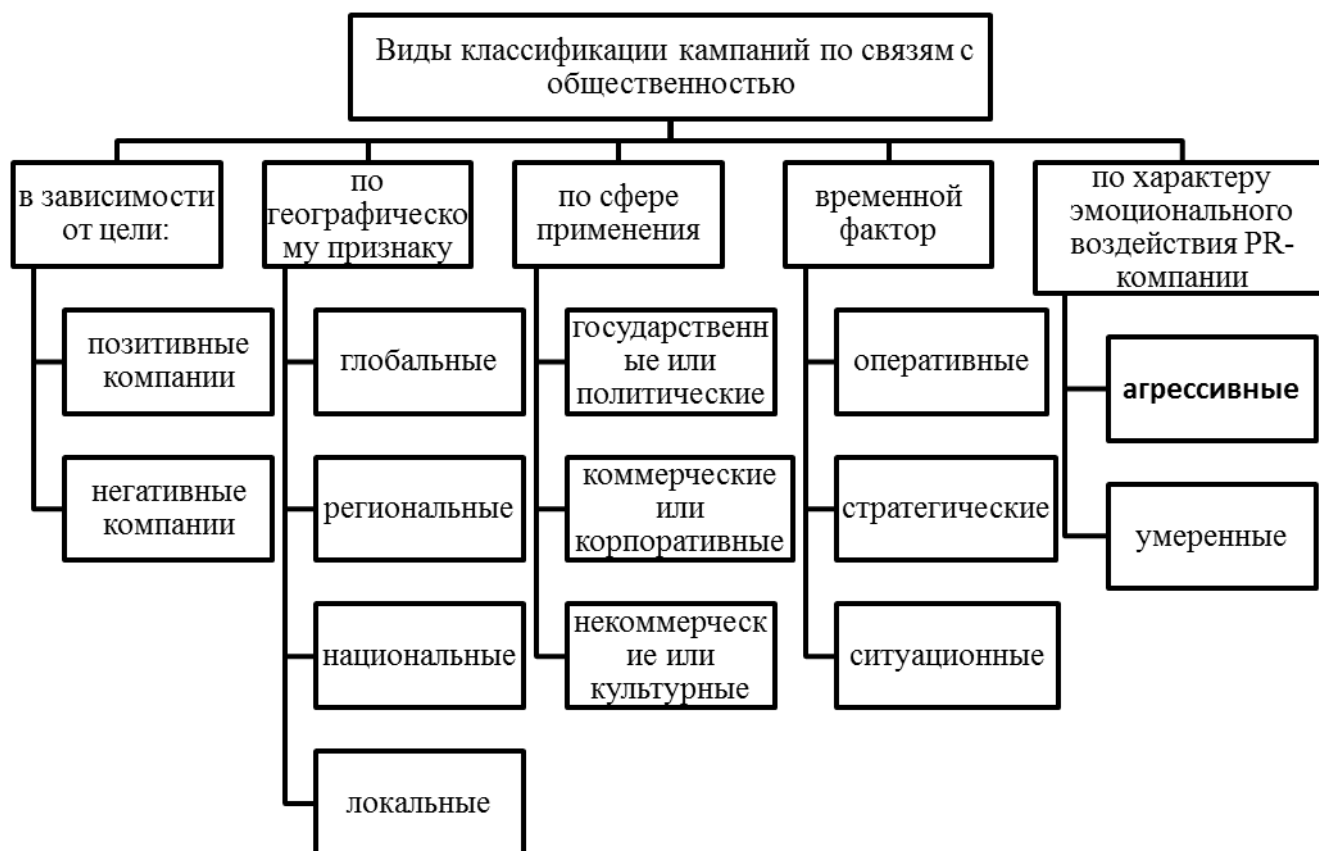 Виды классификации кампаний по связям с
общественностью
в зависимости
от цели:
позитивные
компании
негативные
компании
по
географическо
му признаку
глобальные
региональные
национальные
локальные
по сфере
применения
государственн
ые или
политические
коммерческие
или
корпоративные
некоммерческ
ие или
культурные
временной
фактор
оперативные
стратегические
ситуационные
по характеру
эмоционального
воздействия PR-
компании
агрессивные
умеренные